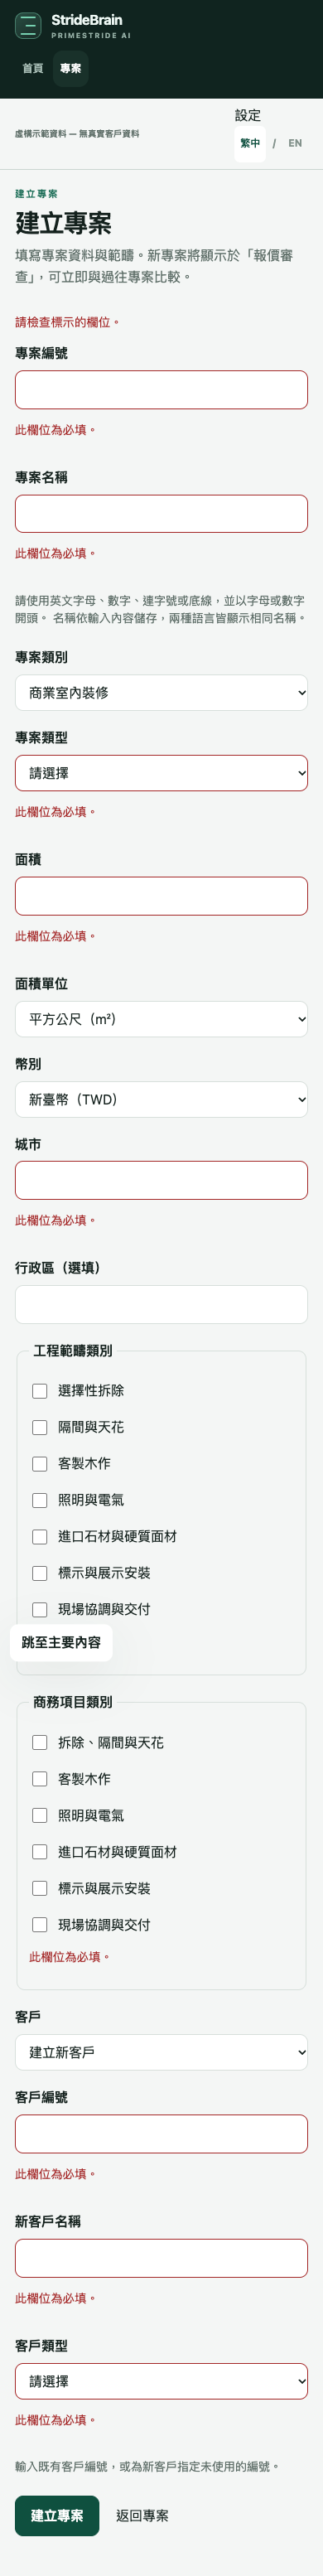 StrideBrain
PRIMESTRIDE AI
首頁 專案
設定
虛構示範資料 — 無真實客戶資料
繁中 / EN
建立專案
建立專案
填寫專案資料與範疇。新專案將顯示於「報價審
查」，可立即與過往專案比較。
請檢查標示的欄位。
專案編號
此欄位為必填。
專案名稱
此欄位為必填。
請使用英文字母、數字、連字號或底線，並以字母或數字
開頭。 名稱依輸入內容儲存，兩種語言皆顯示相同名稱。
專案類別
商業室內裝修
專案類型
請選擇
此欄位為必填。
面積
此欄位為必填。
面積單位
平方公尺（m²）
幣別
新臺幣（TWD）
城市
此欄位為必填。
行政區（選填）
工程範疇類別
選擇性拆除
隔間與天花
客製木作
照明與電氣
進口石材與硬質面材
標示與展示安裝
現場協調與交付
跳至主要內容
商務項目類別
拆除、隔間與天花
客製木作
照明與電氣
進口石材與硬質面材
標示與展示安裝
現場協調與交付
此欄位為必填。
客戶
建立新客戶
客戶編號
此欄位為必填。
新客戶名稱
此欄位為必填。
客戶類型
請選擇
此欄位為必填。
輸入既有客戶編號，或為新客戶指定未使用的編號。
建立專案 返回專案